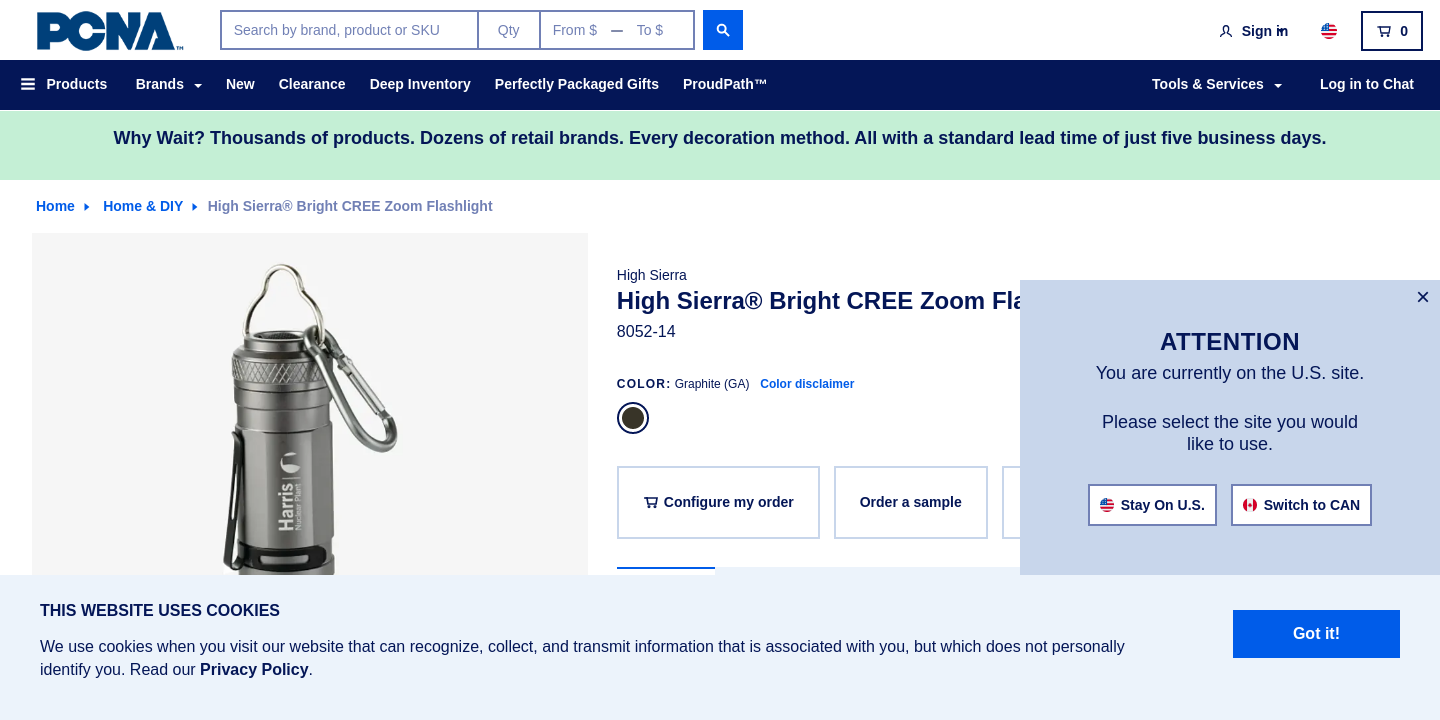 PCNA™
Search by brand, product or SKU
Qty
From $ — To $
Sign in
0
Products
Brands
New
Clearance
Deep Inventory
Perfectly Packaged Gifts
ProudPath™
Tools & Services
Log in to Chat
Why Wait? Thousands of products. Dozens of retail brands. Every decoration method. All with a standard lead time of just five business days.
Home
Home & DIY
High Sierra® Bright CREE Zoom Flashlight
Harris
Nuclear Plant
High Sierra
High Sierra® Bright CREE Zoom Fla
8052-14
COLOR: Graphite (GA) Color disclaimer
Configure my order
Order a sample
×
ATTENTION
You are currently on the U.S. site.
Please select the site you would
like to use.
Stay On U.S.
Switch to CAN
THIS WEBSITE USES COOKIES
We use cookies when you visit our website that can recognize, collect, and transmit information that is associated with you, but which does not personally
identify you. Read our Privacy Policy.
Got it!